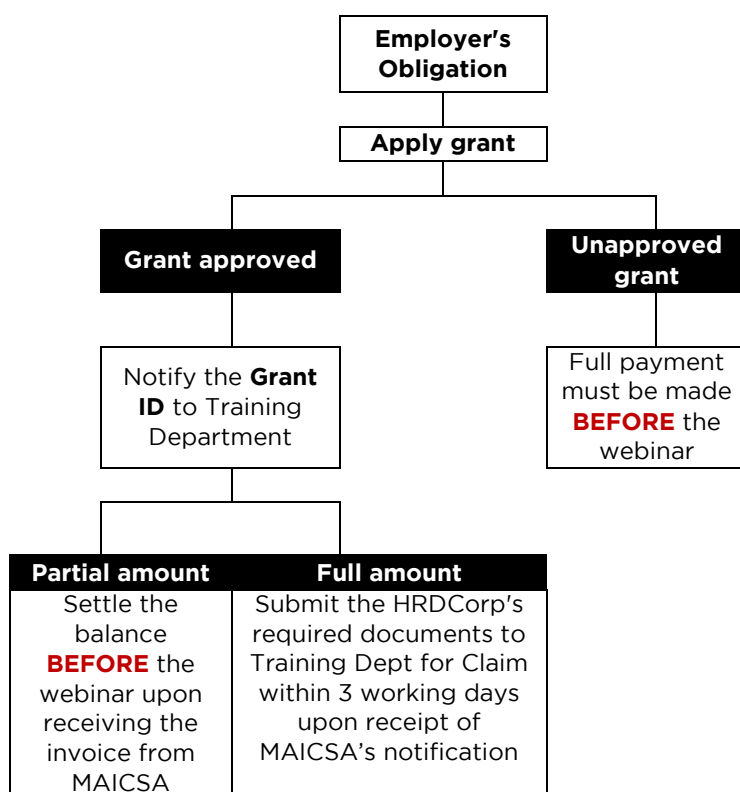 Employer's
Obligation
Apply grant
Grant approved
Unapproved
grant
Notify the Grant
ID to Training
Department
Full payment
must be made
BEFORE the
webinar
Partial amount
Settle the
balance
BEFORE the
webinar upon
receiving the
invoice from
MAICSA
Full amount
Submit the HRDCorp's
required documents to
Training Dept for Claim
within 3 working days
upon receipt of
MAICSA’s notification